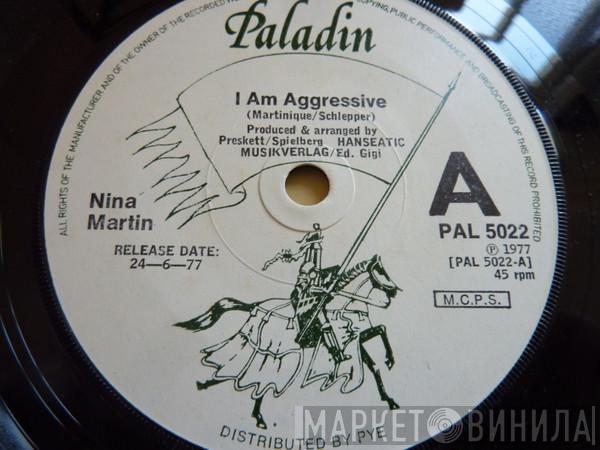 ALL RIGHTS OF THE MANUFACTURER AND OF THE OWNER OF THE RECORDED WORK
COPYING, PUBLIC PERFORMANCE AND BROADCASTING OF THIS RECORD PROHIBITED
Paladin
I Am Aggressive
(Martinique/Schlepper)
Produced & arranged by
Preskett/Spielberg HANSEATIC
MUSIKVERLAG/Ed. Gigi
A
Nina
Martin
PAL 5022
℗ 1977
[PAL 5022-A]
45 rpm
RELEASE DATE:
24—6—77
M.C.P.S.
DISTRIBUTED BY PYE
МАРКЕТ ВИНИЛА